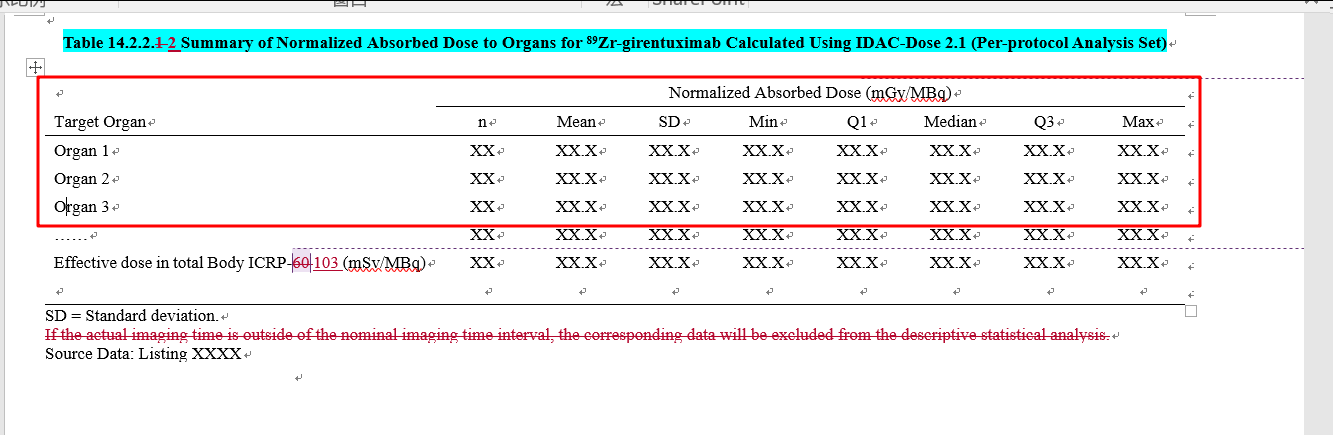 窗口
SharePoint
Table 14.2.2.1 2 Summary of Normalized Absorbed Dose to Organs for ⁸⁹Zr-girentuximab Calculated Using IDAC-Dose 2.1 (Per-protocol Analysis Set)
Normalized Absorbed Dose (mGy/MBq)
Target Organ n Mean SD Min Q1 Median Q3 Max
Organ 1 XX XX.X XX.X XX.X XX.X XX.X XX.X XX.X
Organ 2 XX XX.X XX.X XX.X XX.X XX.X XX.X XX.X
Organ 3 XX XX.X XX.X XX.X XX.X XX.X XX.X XX.X
…… XX XX.X XX.X XX.X XX.X XX.X XX.X XX.X
Effective dose in total Body ICRP-60 103 (mSv/MBq) XX XX.X XX.X XX.X XX.X XX.X XX.X XX.X
SD = Standard deviation.
If the actual imaging time is outside of the nominal imaging time interval, the corresponding data will be excluded from the descriptive statistical analysis.
Source Data: Listing XXXX